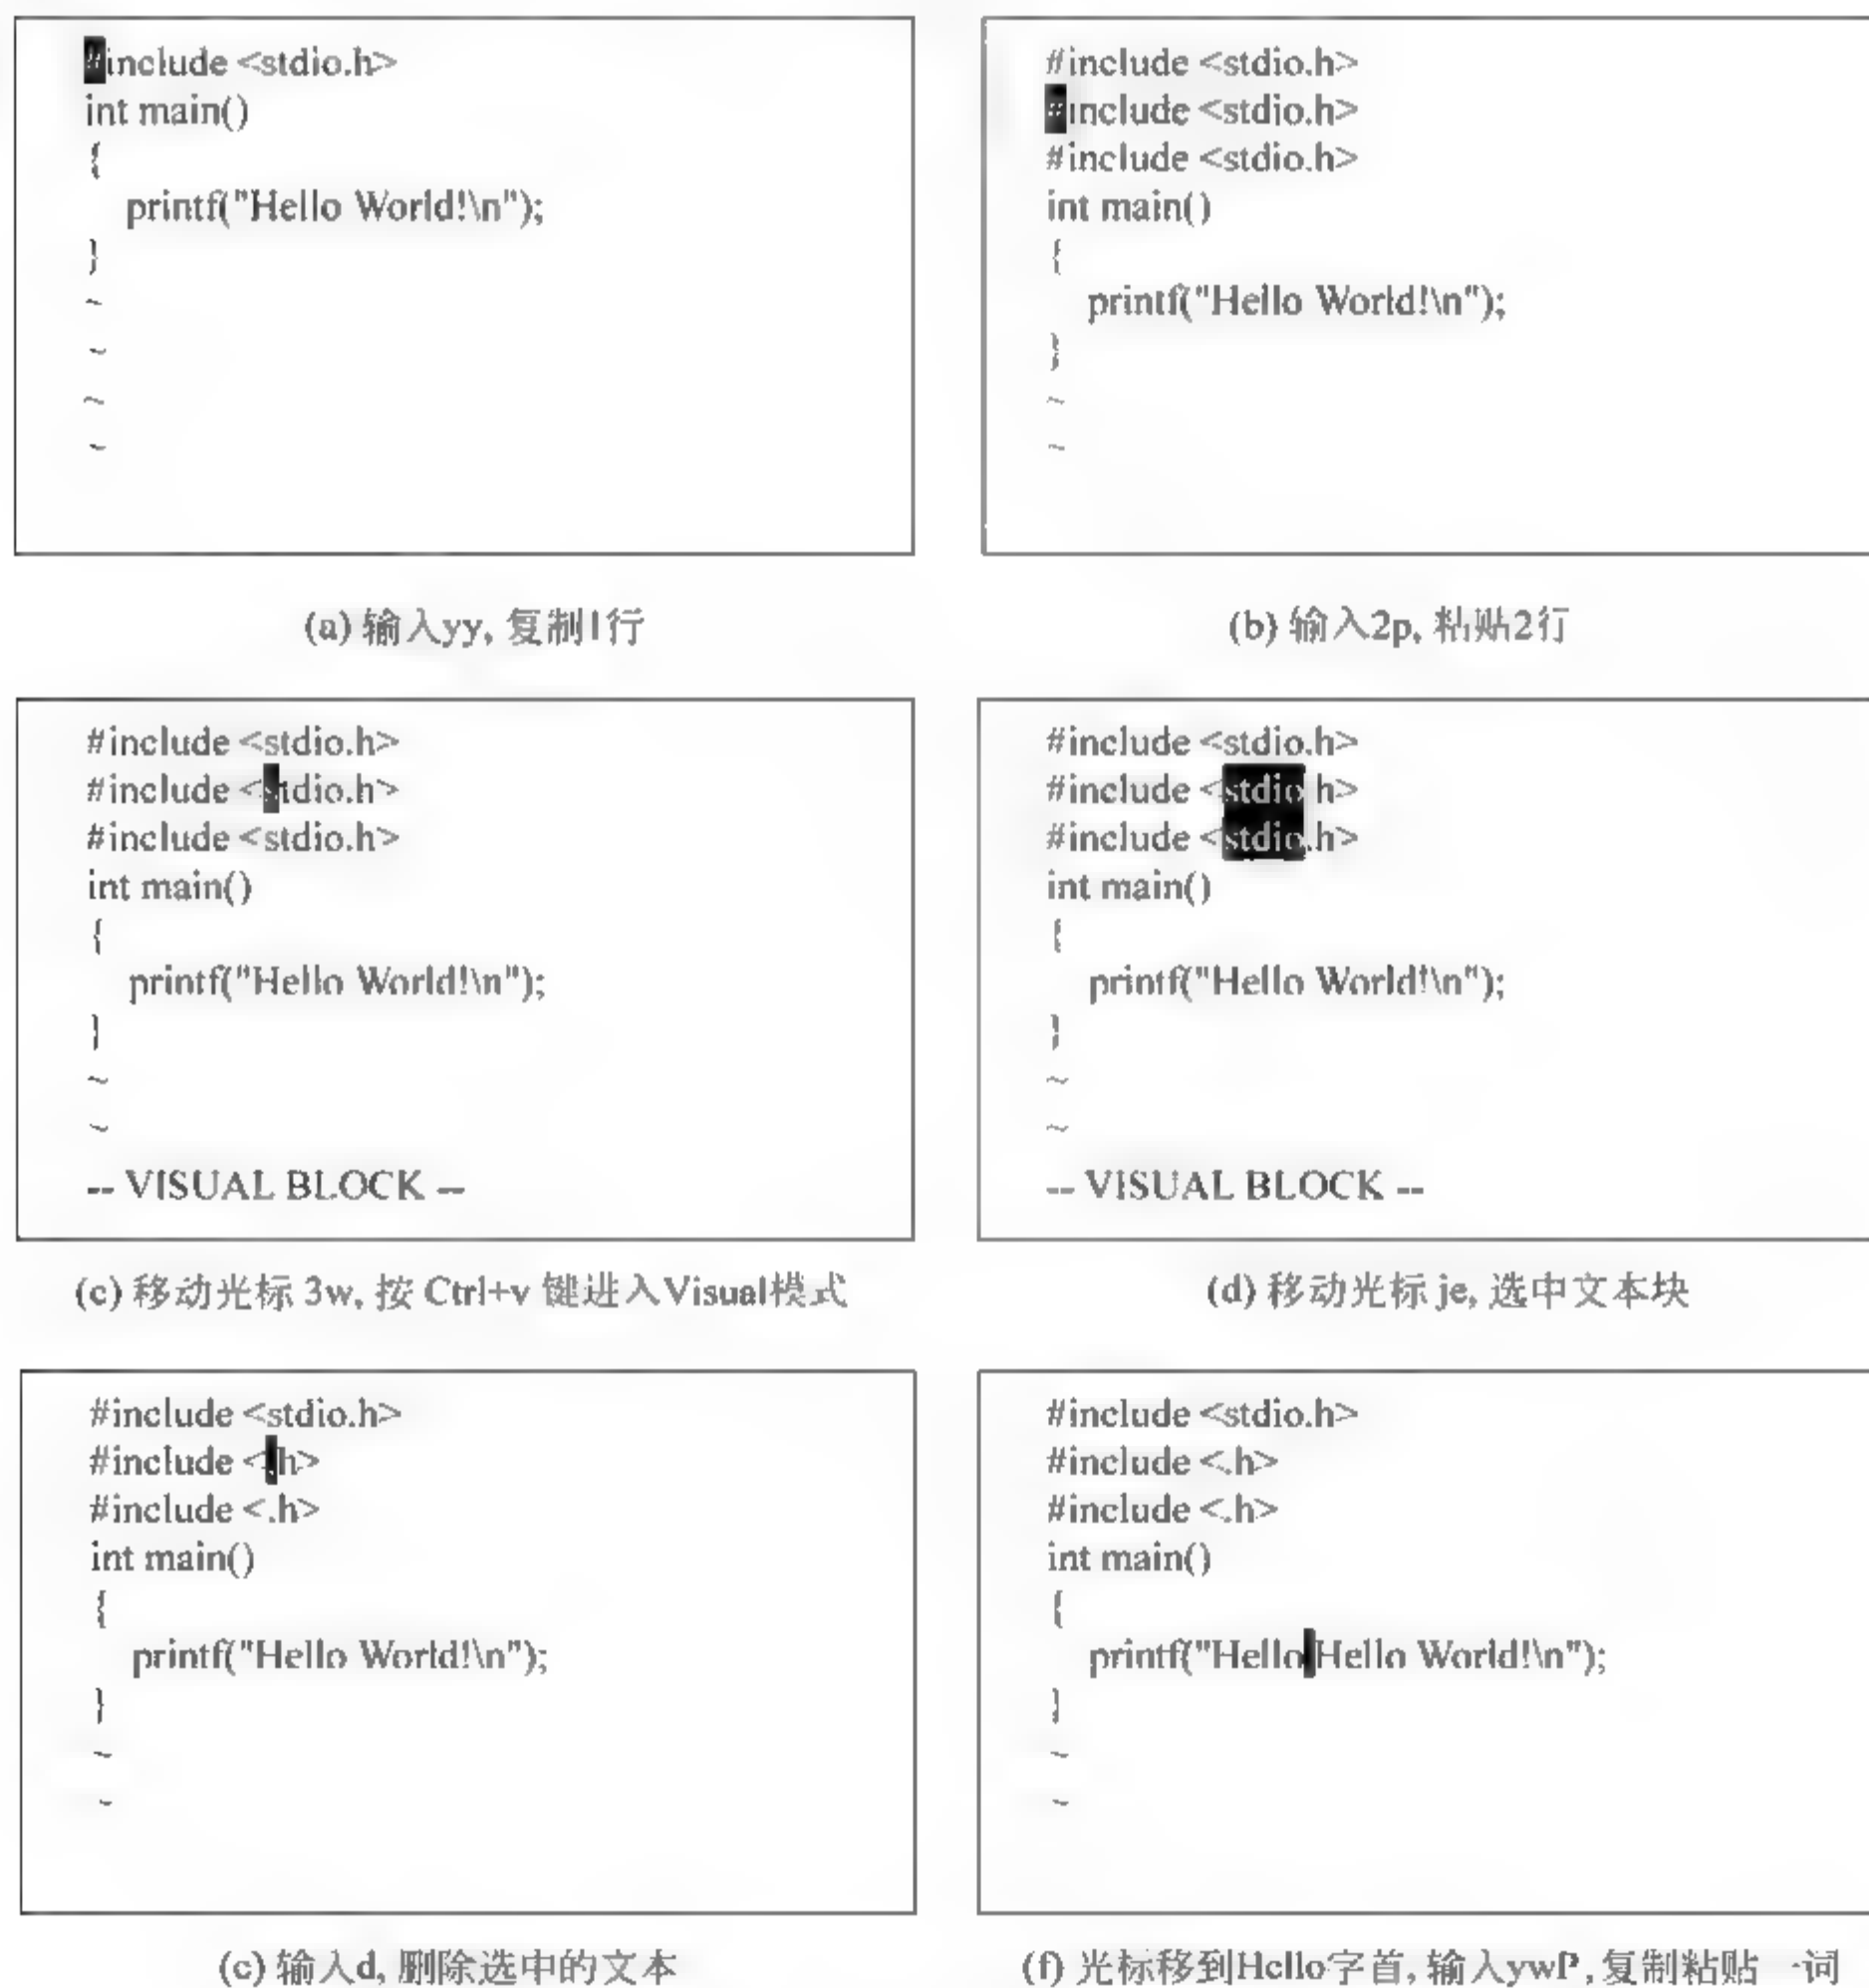 #include <stdio.h>
int main()
{
printf("Hello World!\n");
}
~
~
~
~
(a) 输入yy, 复制1行
#include <stdio.h>
#include <stdio.h>
#include <stdio.h>
int main()
{
printf("Hello World!\n");
}
~
~
(b) 输入2p, 粘贴2行
#include <stdio.h>
#include <stdio.h>
#include <stdio.h>
int main()
{
printf("Hello World!\n");
}
~
~
-- VISUAL BLOCK --
(c) 移动光标 3w, 按 Ctrl+v 键进入Visual模式
#include <stdio.h>
#include <stdio.h>
#include <stdio.h>
int main()
{
printf("Hello World!\n");
}
~
~
-- VISUAL BLOCK --
(d) 移动光标 je, 选中文本块
#include <stdio.h>
#include <.h>
#include <.h>
int main()
{
printf("Hello World!\n");
}
~
~
(e) 输入d, 删除选中的文本
#include <stdio.h>
#include <.h>
#include <.h>
int main()
{
printf("Hello Hello World!\n");
}
~
~
(f) 光标移到Hello字首, 输入ywP, 复制粘贴一词